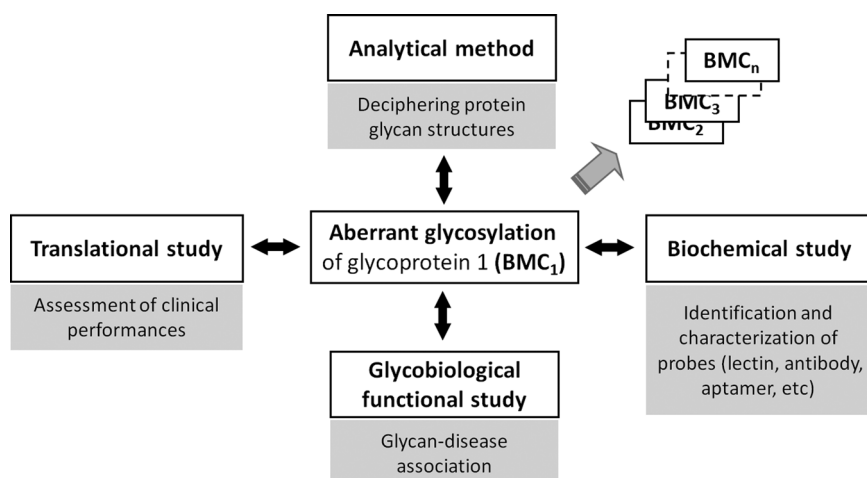 Analytical method
Deciphering protein
glycan structures
BMCₙ
BMC₃
BMC₂
Translational study
Assessment of clinical
performances
Aberrant glycosylation
of glycoprotein 1 (BMC₁)
Biochemical study
Identification and
characterization of
probes (lectin, antibody,
aptamer, etc)
Glycobiological
functional study
Glycan-disease
association